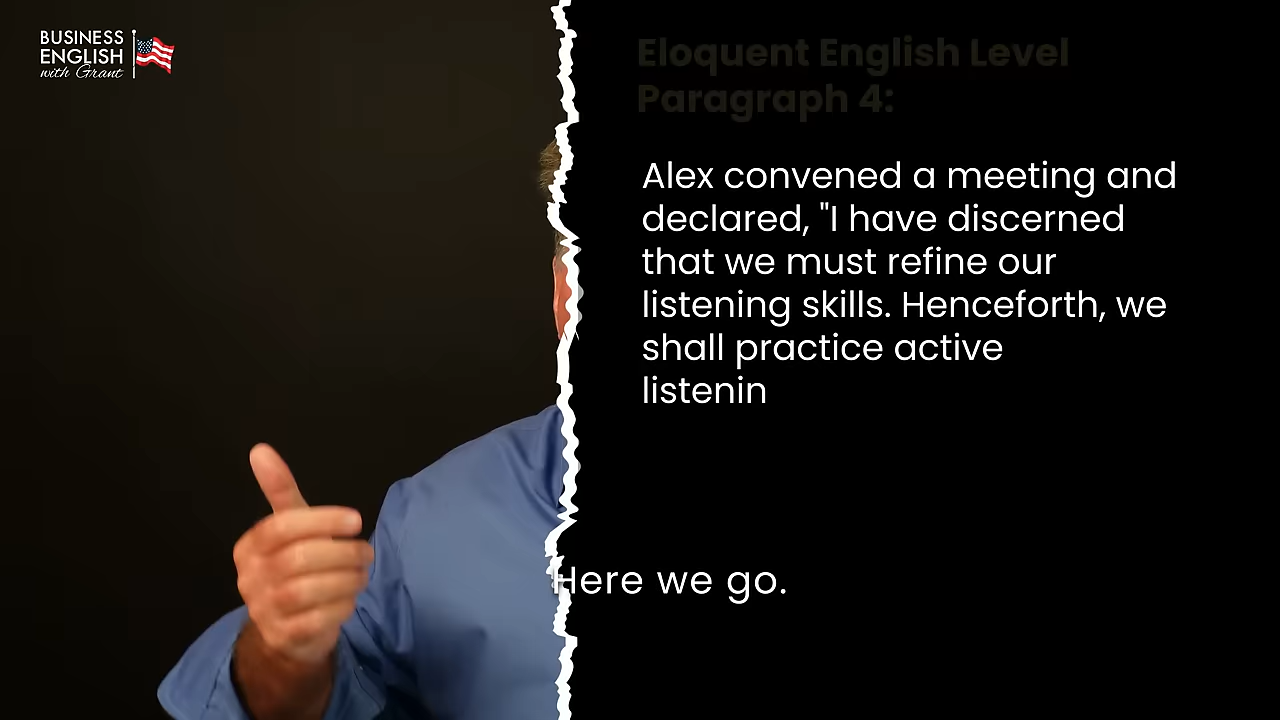 BUSINESS
ENGLISH
with Grant
Eloquent English Level
Paragraph 4:
Alex convened a meeting and
declared, "I have discerned
that we must refine our
listening skills. Henceforth, we
shall practice active
listenin
Here we go.